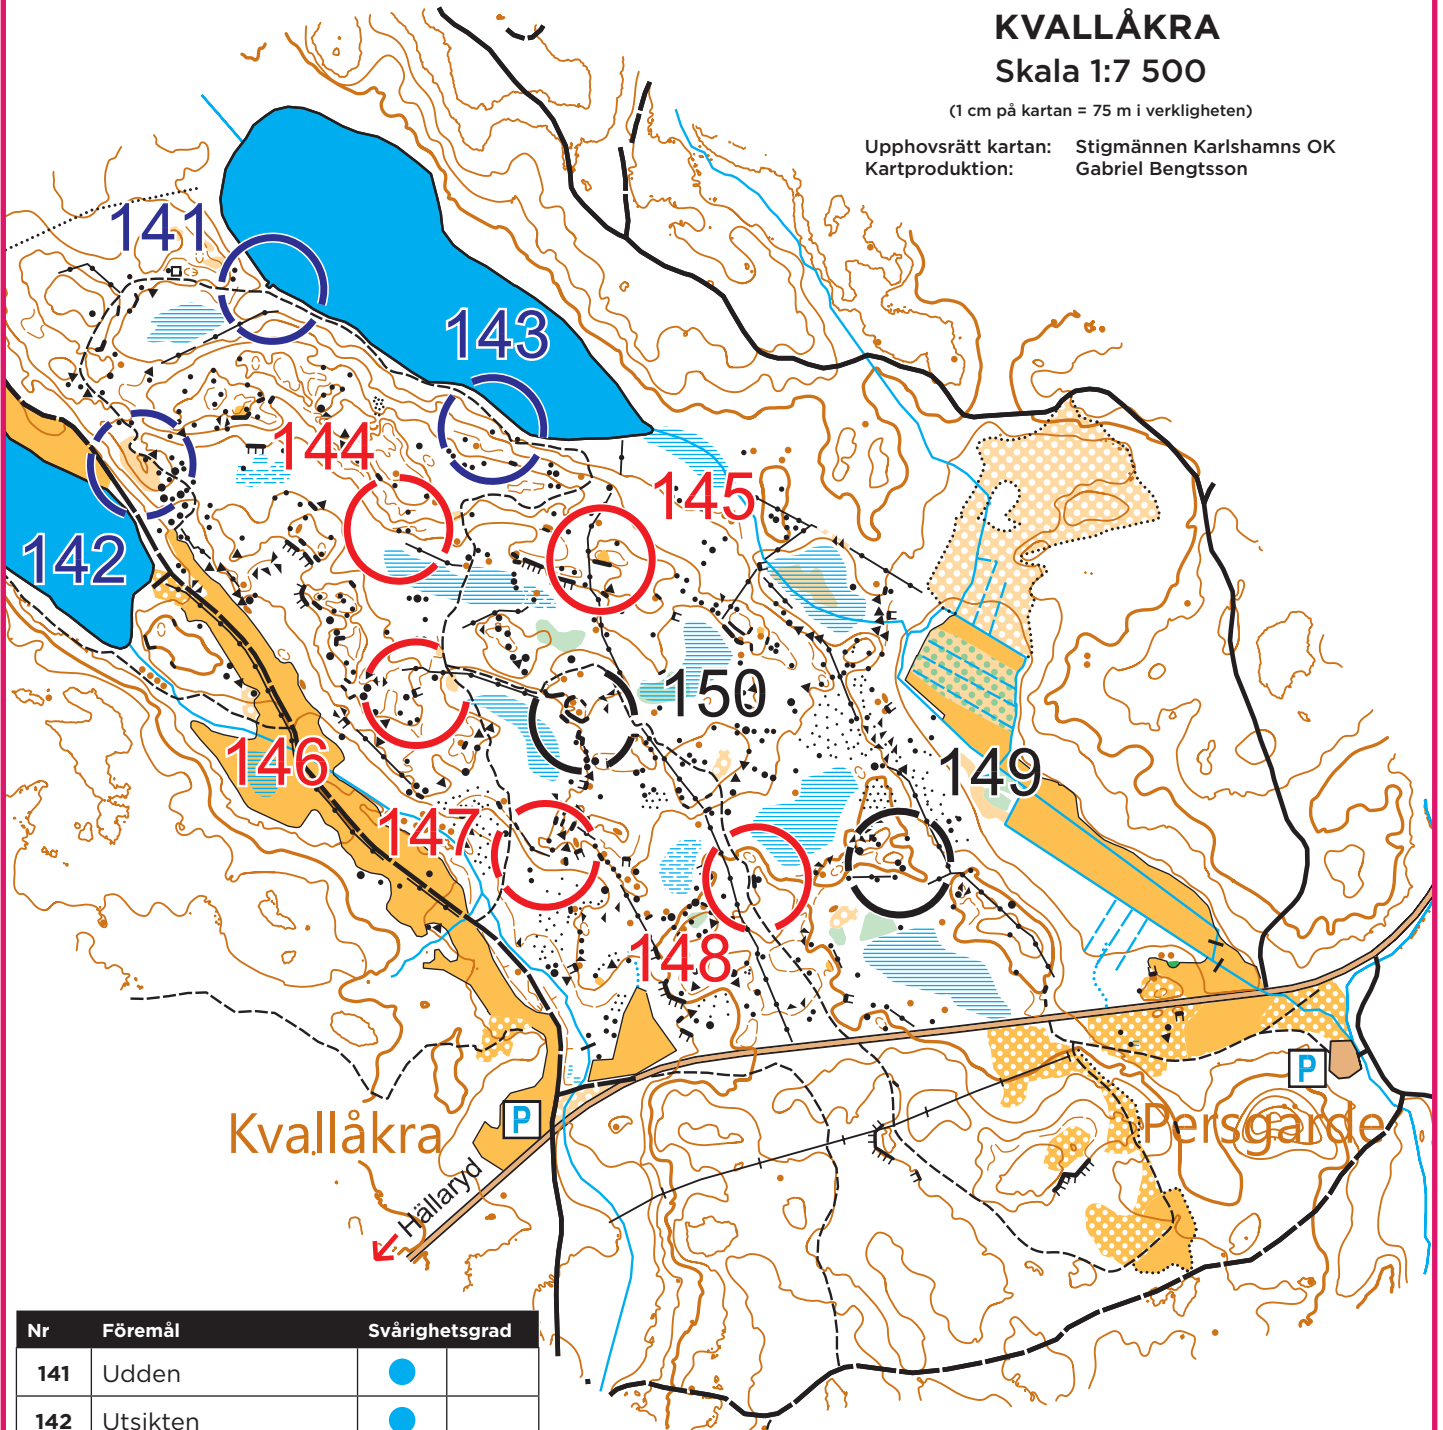 KVALLÅKRA
Skala 1:7 500
(1 cm på kartan = 75 m i verkligheten)
Upphovsrätt kartan: Stigmännen Karlshamns OK
Kartproduktion: Gabriel Bengtsson
141
143
144
145
142
150
146
149
147
148
P
P
Kvallåkra
Persgärde
Hällaryd
Nr Föremål Svårighetsgrad
141 Udden
142 Utsikten